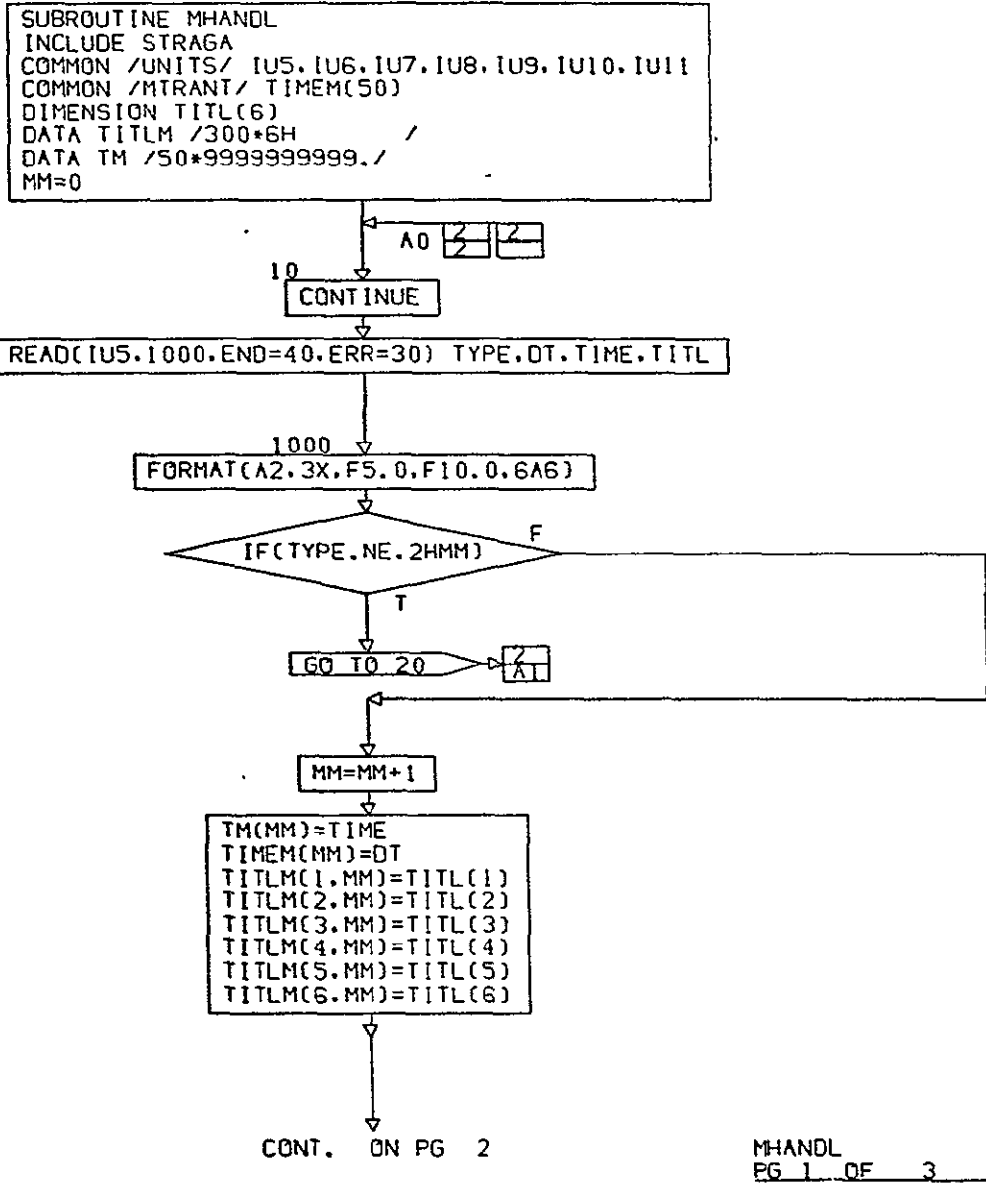 SUBROUTINE MHANDL
INCLUDE STRAGA
COMMON /UNITS/ IU5,IU6,IU7,IU8,IU9,IU10,IU11
COMMON /MTRANT/ TIMEM(50)
DIMENSION TITL(6)
DATA TITLM /300*6H      /
DATA TM /50*9999999999./
MM=0
A0 2 2
2
10
CONTINUE
READ(IU5,1000,END=40,ERR=30) TYPE,DT,TIME,TITL
1000
FORMAT(A2,3X,F5.0,F10.0,6A6)
IF(TYPE.NE.2HMM)
F
T
GO TO 20
2
A1
MM=MM+1
TM(MM)=TIME
TIMEM(MM)=DT
TITLM(1,MM)=TITL(1)
TITLM(2,MM)=TITL(2)
TITLM(3,MM)=TITL(3)
TITLM(4,MM)=TITL(4)
TITLM(5,MM)=TITL(5)
TITLM(6,MM)=TITL(6)
CONT. ON PG 2
MHANDL
PG 1 OF 3